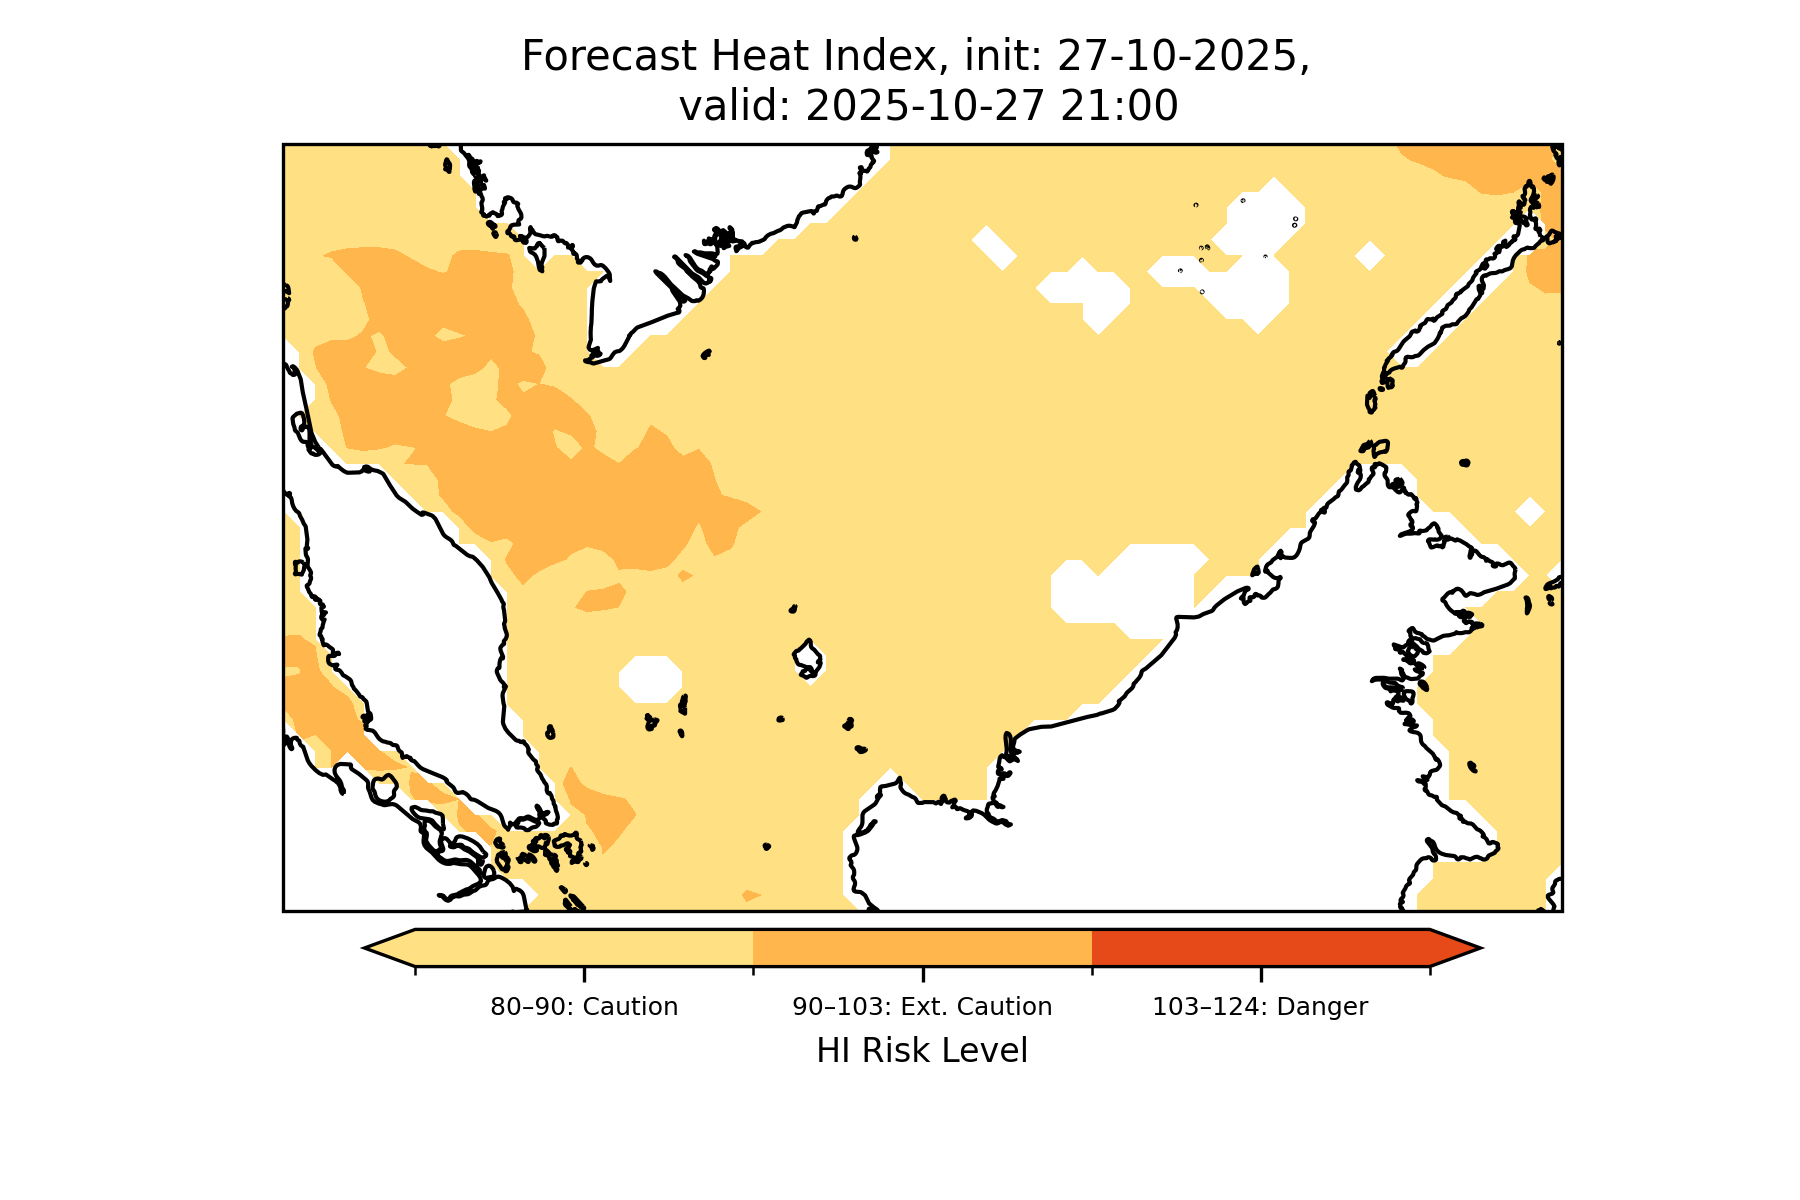 Forecast Heat Index, init: 27-10-2025,
valid: 2025-10-27 21:00
80–90: Caution
90–103: Ext. Caution
103–124: Danger
HI Risk Level